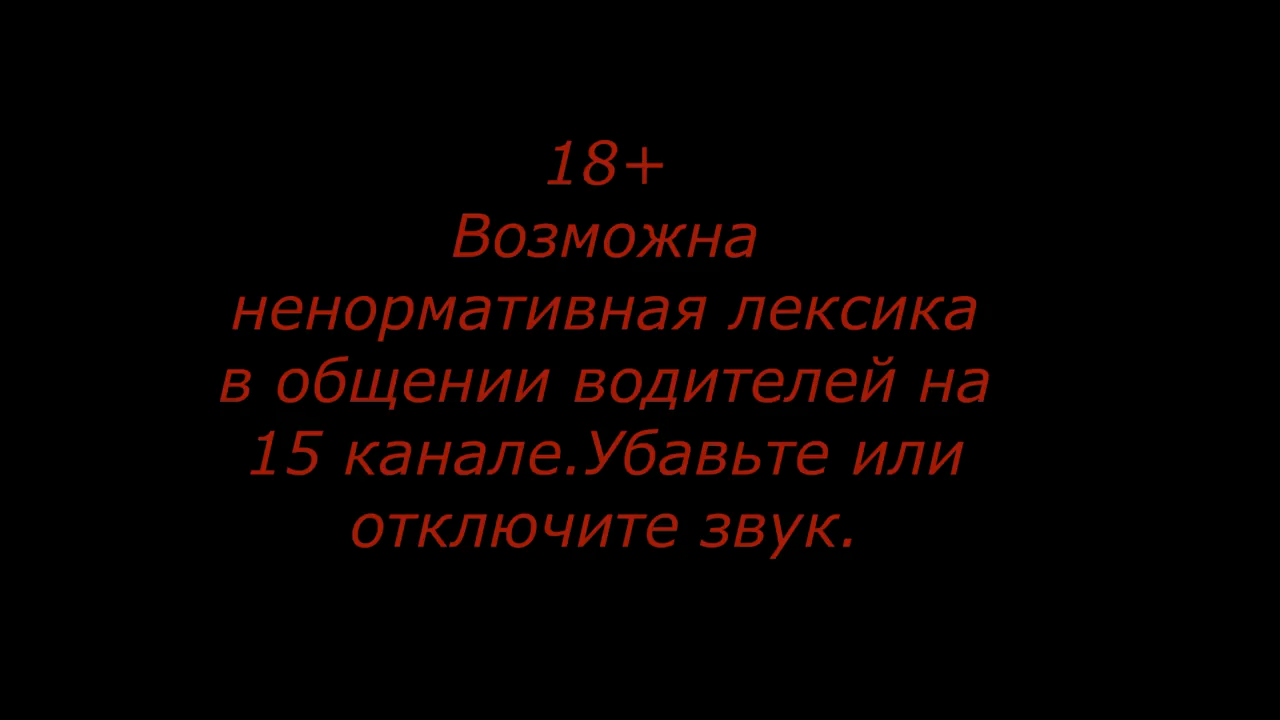 18+
Возможна
ненормативная лексика
в общении водителей на
15 канале.Убавьте или
отключите звук.